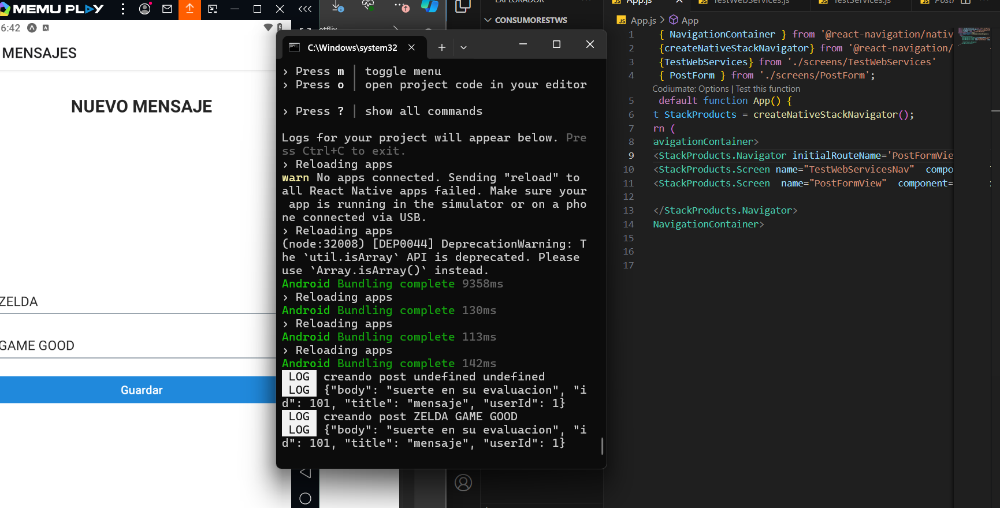 MEMU PLAY
6:42
MENSAJES
NUEVO MENSAJE
ZELDA
GAME GOOD
Guardar
C:\Windows\system32
› Press m │ toggle menu
› Press o │ open project code in your editor
› Press ? │ show all commands
Logs for your project will appear below. Pre
ss Ctrl+C to exit.
› Reloading apps
warn No apps connected. Sending "reload" to
all React Native apps failed. Make sure your
app is running in the simulator or on a pho
ne connected via USB.
› Reloading apps
(node:32008) [DEP0044] DeprecationWarning: T
he `util.isArray` API is deprecated. Please
use `Array.isArray()` instead.
Android Bundling complete 9358ms
› Reloading apps
Android Bundling complete 130ms
› Reloading apps
Android Bundling complete 113ms
› Reloading apps
Android Bundling complete 142ms
LOG creando post undefined undefined
LOG {"body": "suerte en su evaluacion", "i
d": 101, "title": "mensaje", "userId": 1}
LOG creando post ZELDA GAME GOOD
LOG {"body": "suerte en su evaluacion", "i
d": 101, "title": "mensaje", "userId": 1}
EXPLORADOR
CONSUMORESTWS
App.js
TestWebServices.js
TestServices.js
JS App.js > App
1 { NavigationContainer } from '@react-navigation/nativ
2 {createNativeStackNavigator} from '@react-navigation/
3 {TestWebServices} from './screens/TestWebServices'
4 { PostForm } from './screens/PostForm';
Codiumate: Options | Test this function
5 default function App() {
6 t StackProducts = createNativeStackNavigator();
7 rn (
8 avigationContainer>
9 <StackProducts.Navigator initialRouteName='PostFormVie
10 <StackProducts.Screen name="TestWebServicesNav" compo
11 <StackProducts.Screen name="PostFormView" component=
12
13 </StackProducts.Navigator>
14 NavigationContainer>
15
16
17